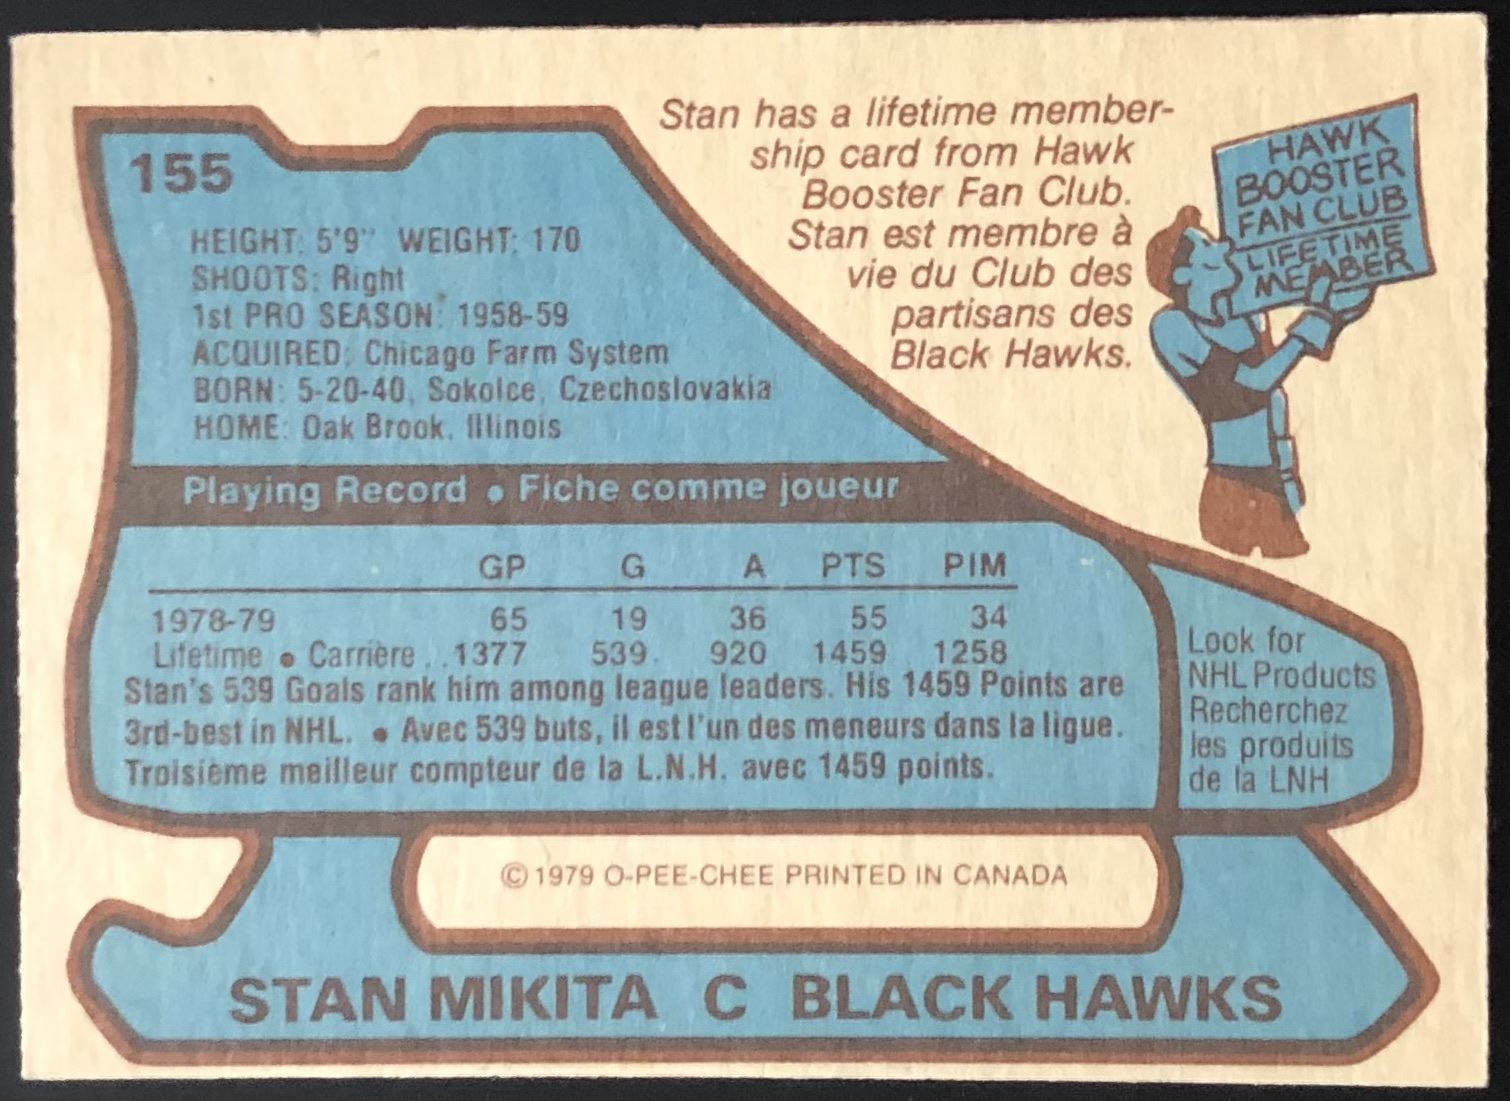 155
Stan has a lifetime member-
ship card from Hawk
Booster Fan Club.
Stan est membre à
vie du Club des
partisans des
Black Hawks.
HAWK
BOOSTER
FAN CLUB
LIFETIME
MEMBER
HEIGHT: 5'9" WEIGHT: 170
SHOOTS: Right
1st PRO SEASON: 1958-59
ACQUIRED: Chicago Farm System
BORN: 5-20-40, Sokolce, Czechoslovakia
HOME: Oak Brook, Illinois
Playing Record • Fiche comme joueur
GP G A PTS PIM
1978-79 65 19 36 55 34
Lifetime • Carrière .. 1377 539 920 1459 1258
Stan's 539 Goals rank him among league leaders. His 1459 Points are
3rd-best in NHL. • Avec 539 buts, il est l'un des meneurs dans la ligue.
Troisième meilleur compteur de la L.N.H. avec 1459 points.
Look for
NHL Products
Recherchez
les produits
de la LNH
© 1979 O-PEE-CHEE PRINTED IN CANADA
STAN MIKITA C BLACK HAWKS